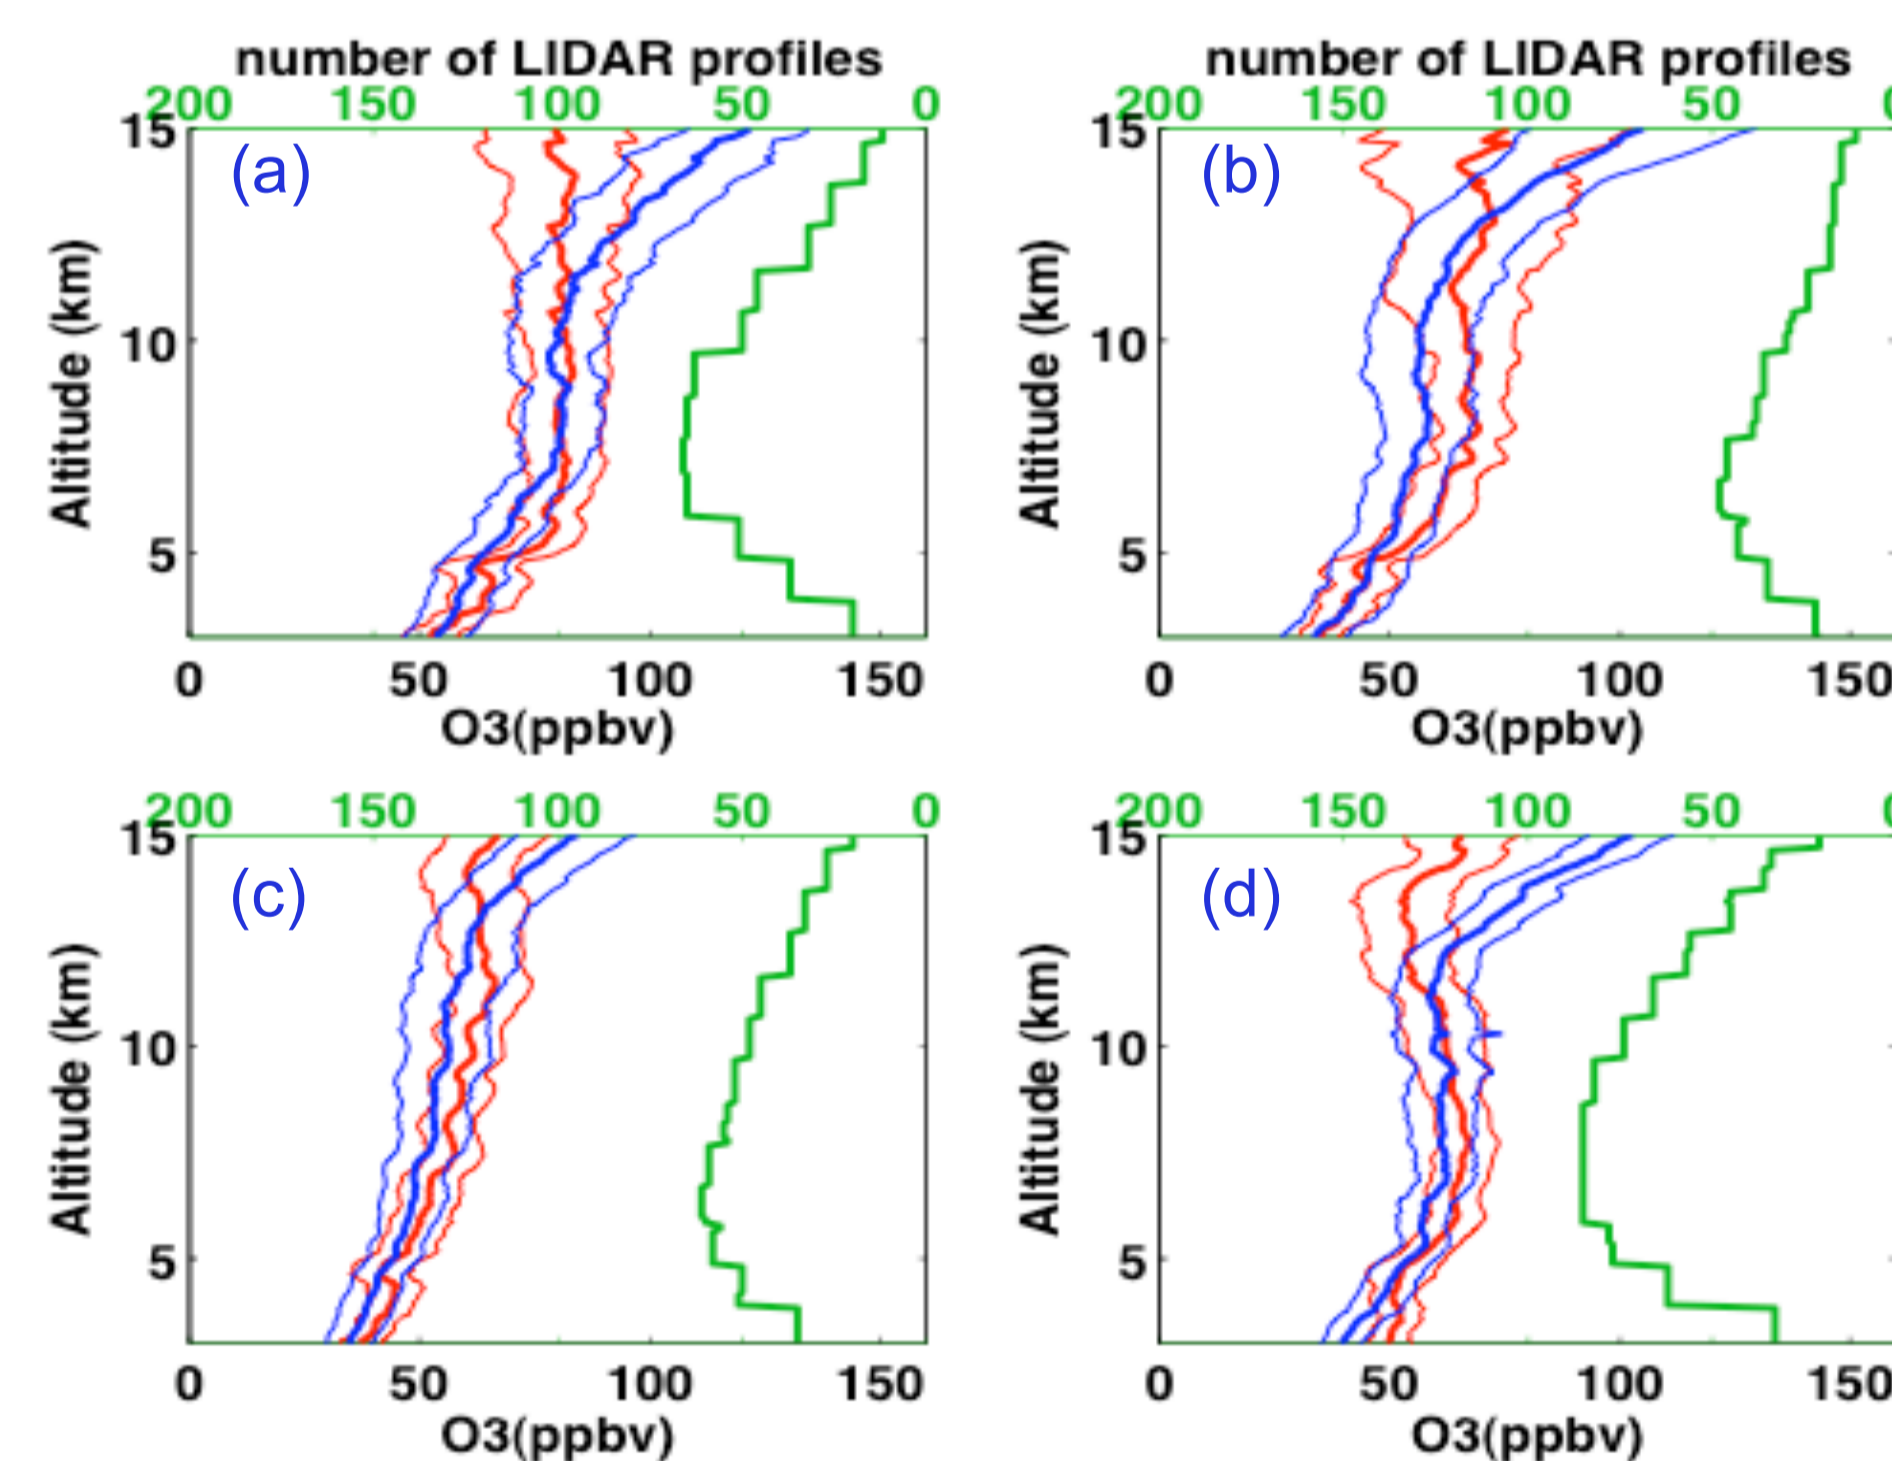 number of LIDAR profiles number of LIDAR profiles
200 150 100 50 0 200 150 100 50 0
15 (a) 15 (b)
Altitude (km) Altitude (km)
10 10
5 5
0 50 100 150 0 50 100 150
O3(ppbv) O3(ppbv)
200 150 100 50 0 200 150 100 50
15 (c) 15 (d)
Altitude (km) Altitude (km)
10 10
5 5
0 50 100 150 0 50 100 150
O3(ppbv) O3(ppbv)